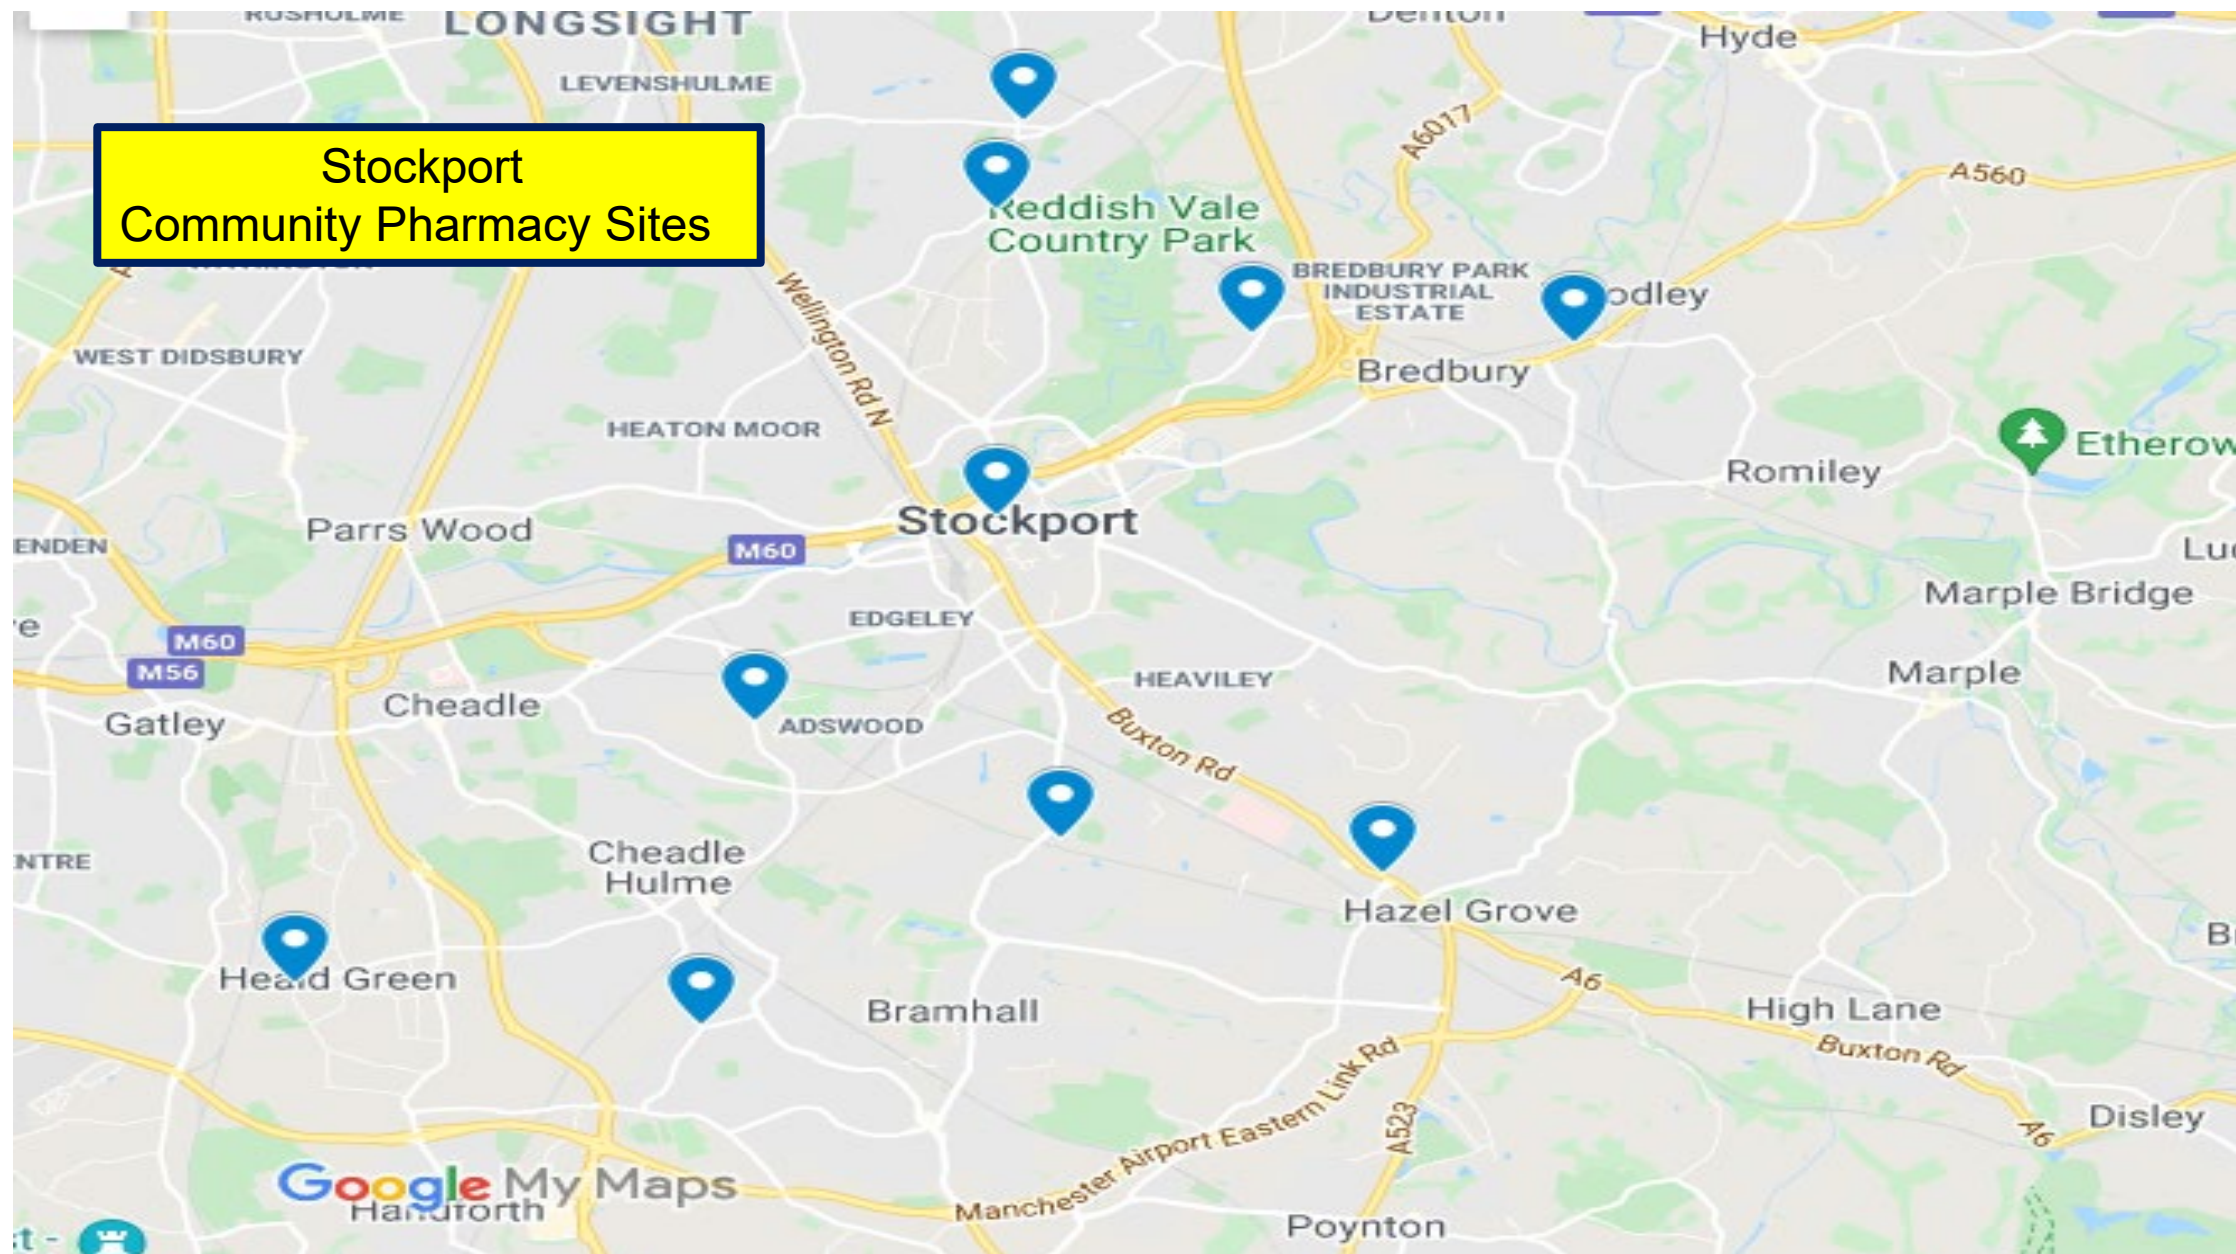 RUSHOLME
LONGSIGHT
Denton
Hyde
LEVENSHULME
A6017
A560
Stockport
Community Pharmacy Sites
Reddish Vale
Country Park
BREDBURY PARK
INDUSTRIAL
ESTATE
odley
Wellington Rd N
WEST DIDSBURY
Bredbury
HEATON MOOR
Etherow
Romiley
Parrs Wood
Stockport
ENDEN
M60
Lu
Marple Bridge
EDGELEY
e
M60
M56
HEAVILEY
Marple
Cheadle
Gatley
ADSWOOD
Buxton Rd
Cheadle
Hulme
NTRE
Hazel Grove
B
Heald Green
A6
Bramhall
High Lane
Buxton Rd
Manchester Airport Eastern Link Rd
A523
A6
Disley
Google My Maps
Handforth
Poynton
t -